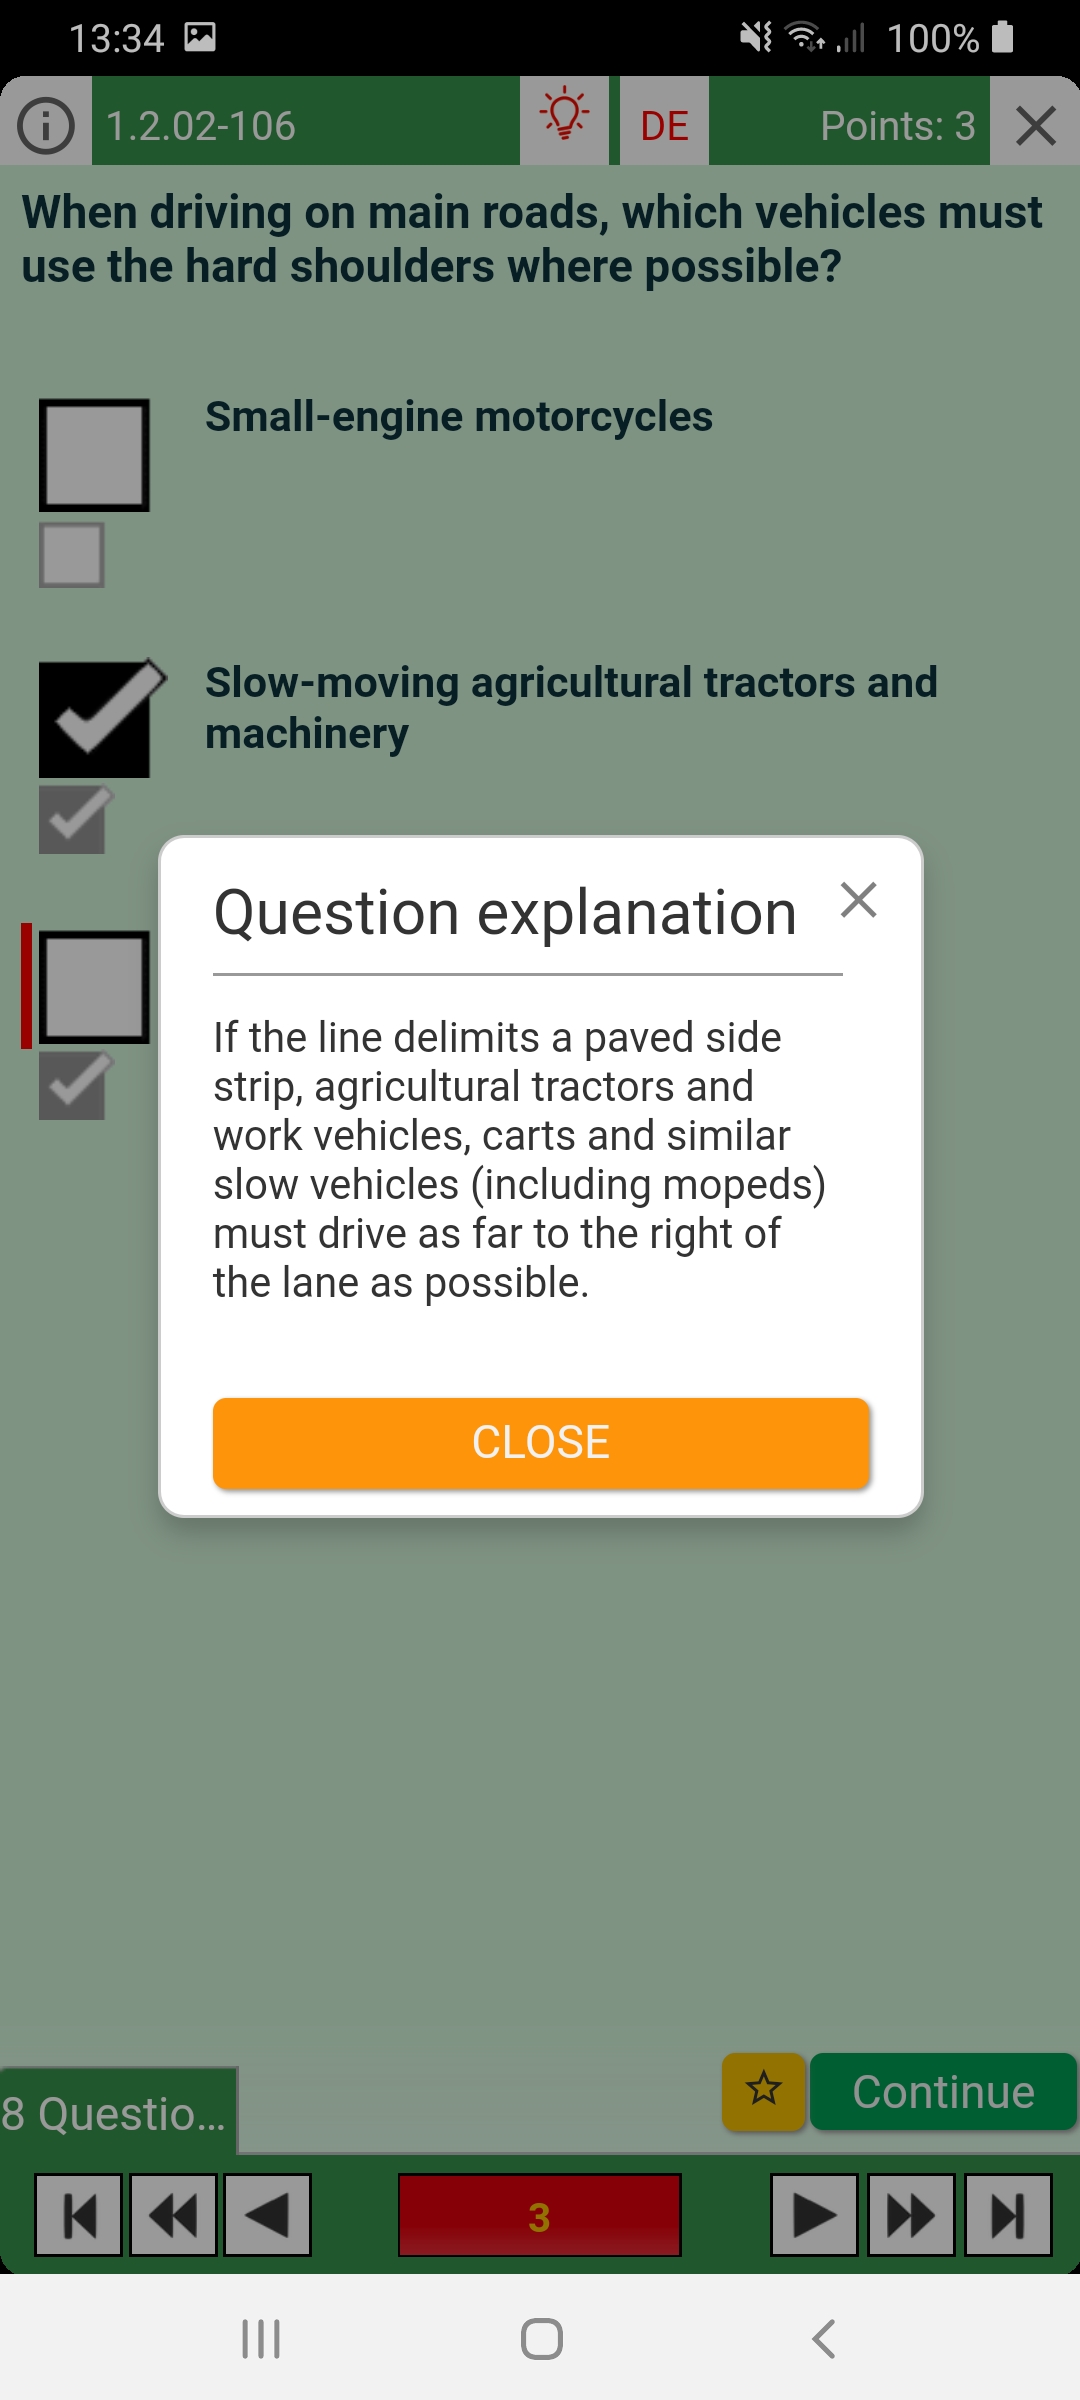 13:34 100%
1.2.02-106 DE Points: 3
When driving on main roads, which vehicles must
use the hard shoulders where possible?
Small-engine motorcycles
Slow-moving agricultural tractors and
machinery
Question explanation
If the line delimits a paved side
strip, agricultural tractors and
work vehicles, carts and similar
slow vehicles (including mopeds)
must drive as far to the right of
the lane as possible.
CLOSE
8 Questio...
Continue
3